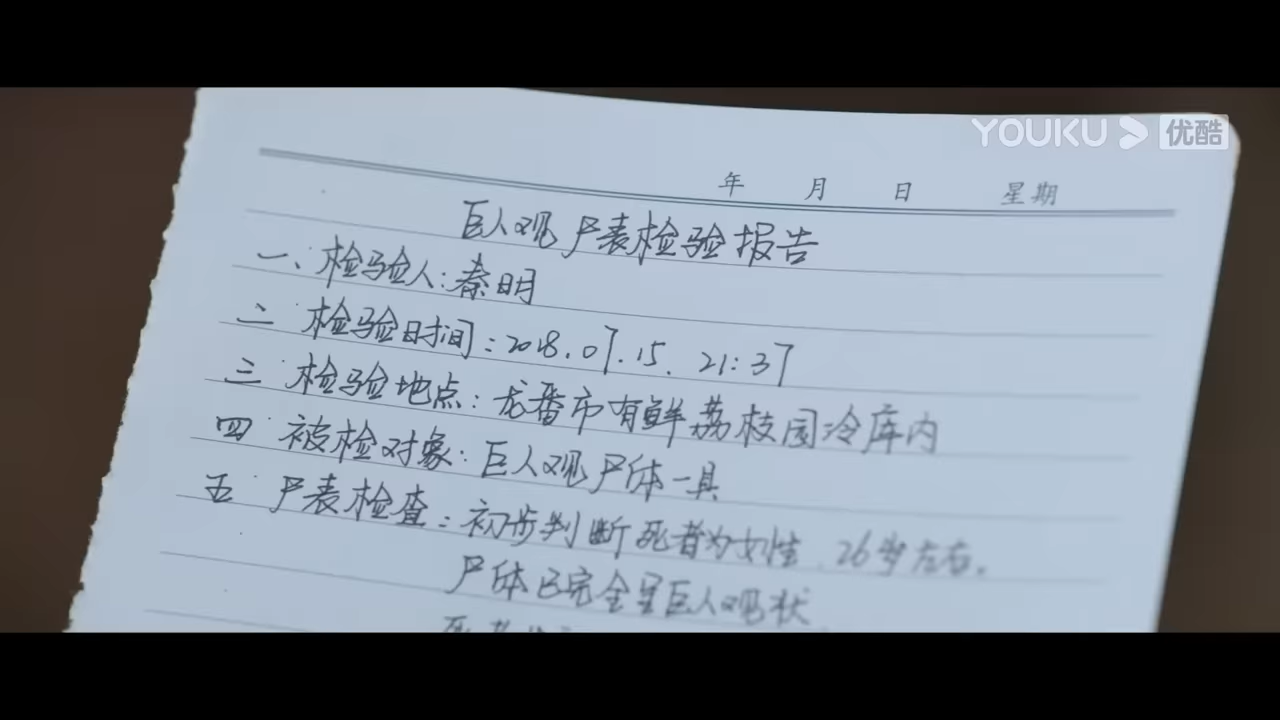 YOUKU 优酷
年 月 日 星期
巨人观尸表检验报告
一、检验人:秦明
二 检验时间:2018.07.15. 21:37
三 检验地点:龙番市有鲜荔枝园冷库内
四 被检对象:巨人观尸体一具
五 尸表检查:初步判断死者为女性,26岁左右。
尸体已完全呈巨人观状